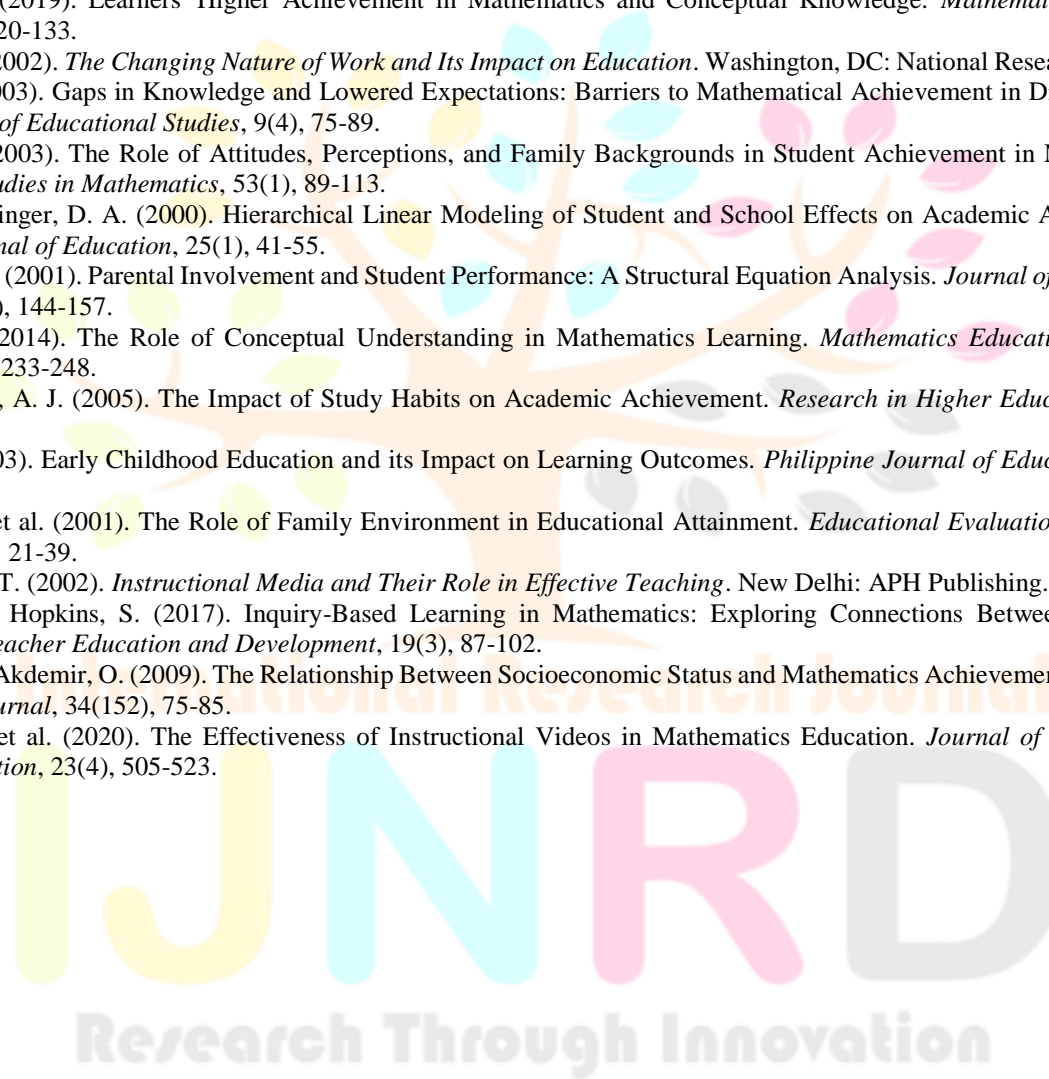 (2019). Learners' Higher Achievement in Mathematics and Conceptual Knowledge.
20-133.
2002). The Changing Nature of Work and Its Impact on Education. Washington, DC: National
003). Gaps in Knowledge and Lowered Expectations: Barriers to Mathematical Achievement in
of Educational Studies, 9(4), 75-89.
2003). The Role of Attitudes, Perceptions, and Family Backgrounds in Student Achievement in
udies in Mathematics, 53(1), 89-113.
inger, D. A. (2000). Hierarchical Linear Modeling of Student and School Effects on Academic A
nal of Education, 25(1), 41-55.
(2001). Parental Involvement and Student Performance: A Structural Equation Analysis. Journal of
), 144-157.
2014). The Role of Conceptual Understanding in Mathematics Learning. Mathematics Educati
233-248.
, A. J. (2005). The Impact of Study Habits on Academic Achievement. Research in Higher Educ
03). Early Childhood Education and its Impact on Learning Outcomes. Philippine Journal of Educ
et al. (2001). The Role of Family Environment in Educational Attainment. Educational Evaluatio
21-39.
T. (2002). Instructional Media and Their Role in Effective Teaching. New Delhi: APH Publishing.
Hopkins, S. (2017). Inquiry-Based Learning in Mathematics: Exploring Connections Betwee
eacher Education and Development, 19(3), 87-102.
Akdemir, O. (2009). The Relationship Between Socioeconomic Status and Mathematics Achievemen
urnal, 34(152), 75-85.
et al. (2020). The Effectiveness of Instructional Videos in Mathematics Education. Journal of
tion, 23(4), 505-523.
International Research Journal
IJNRD
Research Through Innovation